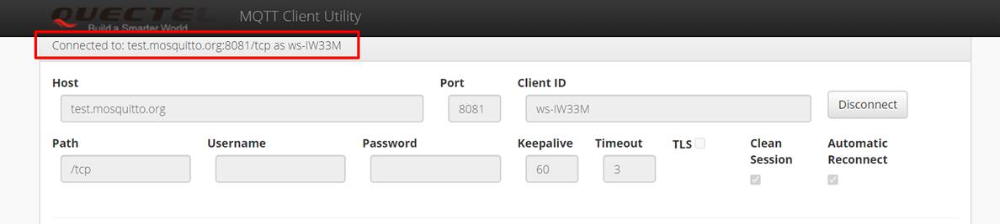 QUECTEL
Build a Smarter World
MQTT Client Utility
Connected to: test.mosquitto.org:8081/tcp as ws-IW33M
Host Port Client ID
test.mosquitto.org 8081 ws-IW33M Disconnect
Path Username Password Keepalive Timeout TLS Clean Session Automatic Reconnect
/tcp 60 3